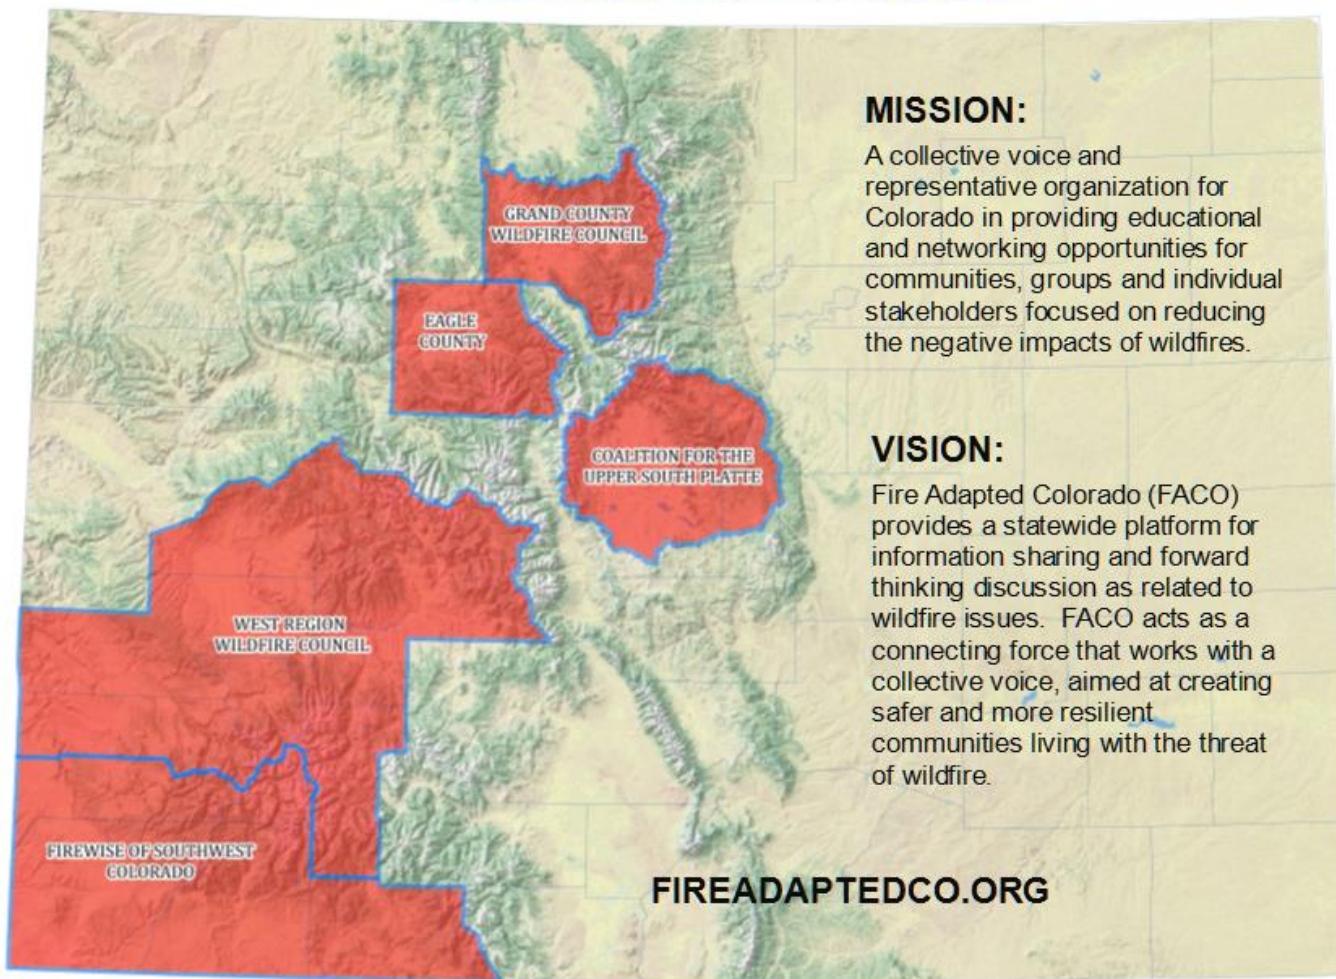 MISSION:
A collective voice and
representative organization for
Colorado in providing educational
and networking opportunities for
communities, groups and individual
stakeholders focused on reducing
the negative impacts of wildfires.
GRAND COUNTY
WILDFIRE COUNCIL
EAGLE
COUNTY
COALITION FOR THE
UPPER SOUTH PLATTE
VISION:
Fire Adapted Colorado (FACO)
provides a statewide platform for
information sharing and forward
thinking discussion as related to
wildfire issues.  FACO acts as a
connecting force that works with a
collective voice, aimed at creating
safer and more resilient
communities living with the threat
of wildfire.
WEST REGION
WILDFIRE COUNCIL
FIREWISE OF SOUTHWEST
COLORADO
FIREADAPTEDCO.ORG